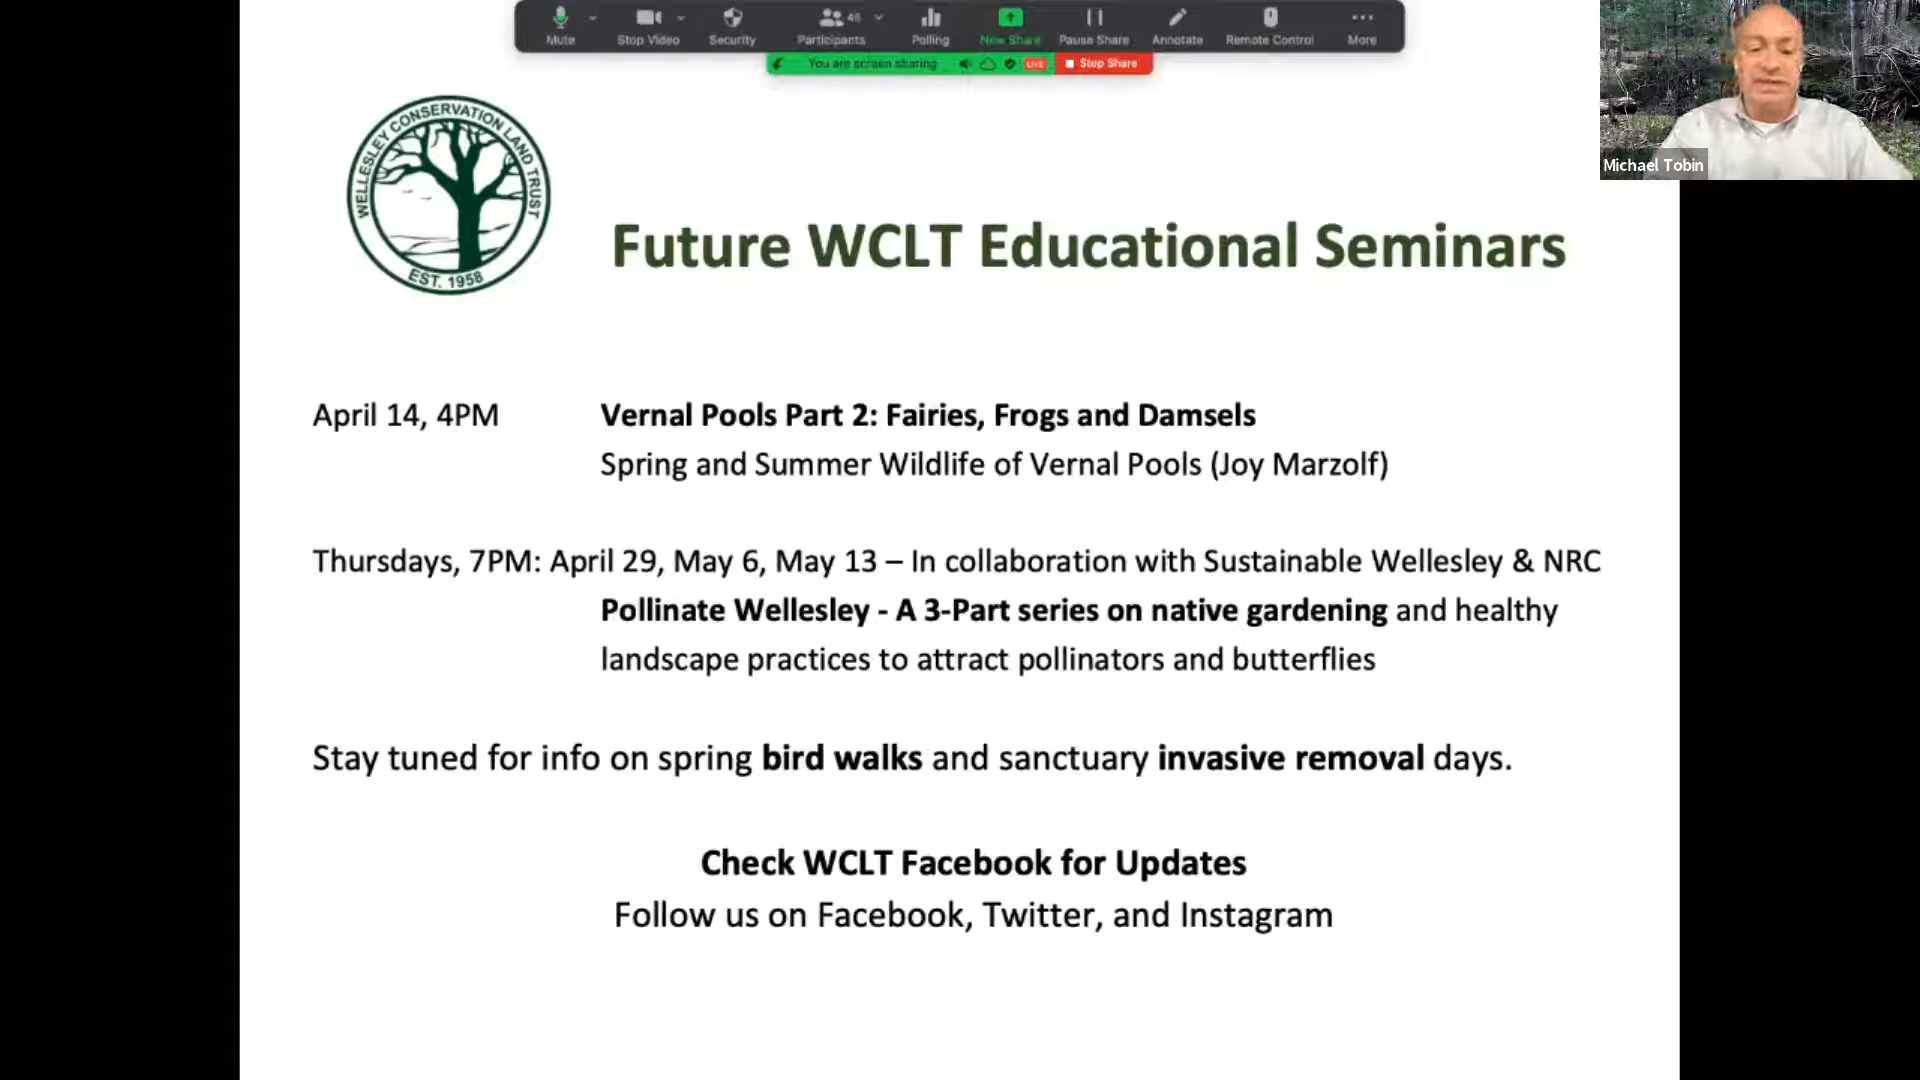 Mute
Stop Video
Security
Participants
46
Polling
New Share
Pause Share
Annotate
Remote Control
More
You are screen sharing
LIVE
Stop Share
Michael Tobin
WELLESLEY CONSERVATION LAND TRUST
EST. 1958
Future WCLT Educational Seminars
April 14, 4PM Vernal Pools Part 2: Fairies, Frogs and Damsels
Spring and Summer Wildlife of Vernal Pools (Joy Marzolf)
Thursdays, 7PM: April 29, May 6, May 13 – In collaboration with Sustainable Wellesley & NRC
Pollinate Wellesley - A 3-Part series on native gardening and healthy
landscape practices to attract pollinators and butterflies
Stay tuned for info on spring bird walks and sanctuary invasive removal days.
Check WCLT Facebook for Updates
Follow us on Facebook, Twitter, and Instagram